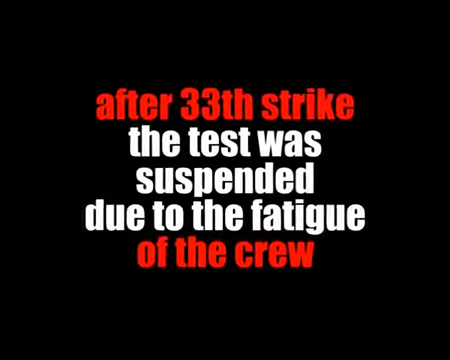 after 33th strike
the test was
suspended
due to the fatigue
of the crew